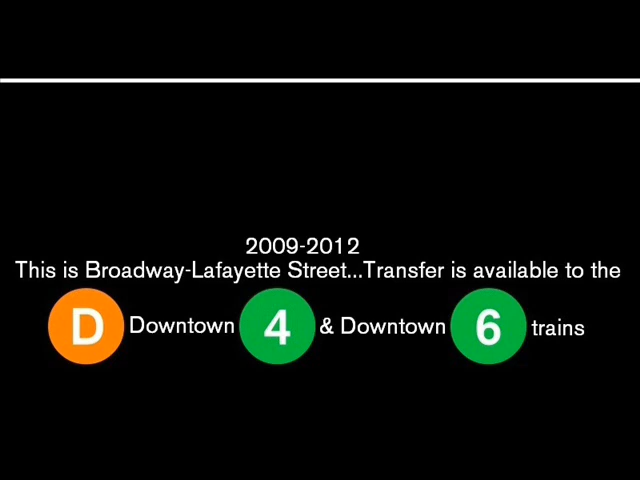 2009-2012
This is Broadway-Lafayette Street...Transfer is available to the
D Downtown 4 & Downtown 6 trains